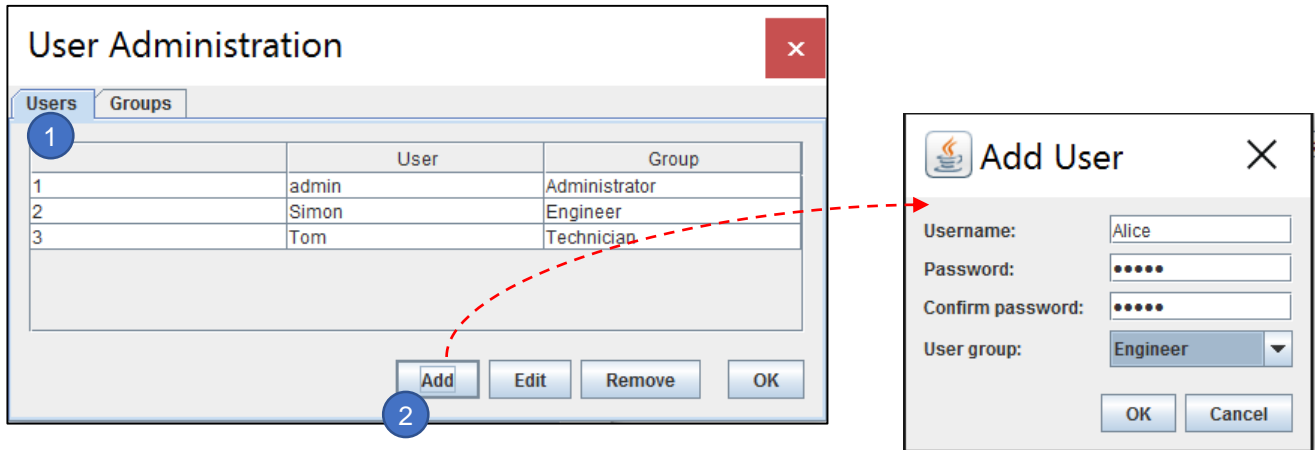 User Administration
x
Users Groups
1
User Group
1 admin Administrator
2 Simon Engineer
3 Tom Technician
Add Edit Remove OK
2
Add User
Username: Alice
Password: •••••
Confirm password: •••••
User group: Engineer
OK Cancel